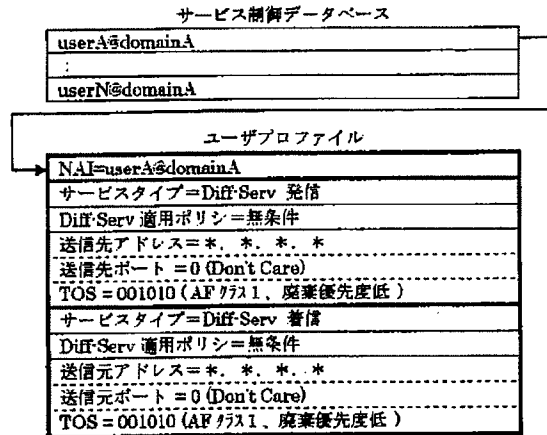 サービス制御データベース
userA@domainA
:
userN@domainA
ユーザプロファイル
NAI=userA@domainA
サービスタイプ=Diff-Serv 発信
Diff-Serv 適用ポリシ=無条件
送信先アドレス=*. *. *. *
送信先ポート =0 (Don't Care)
TOS = 001010 ( AF クラス 1 、廃棄優先度低 )
サービスタイプ=Diff-Serv 着信
Diff-Serv 適用ポリシ=無条件
送信元アドレス=*. *. *. *
送信元ポート = 0 (Don't Care)
TOS = 001010 (AF クラス 1 、廃棄優先度低 )